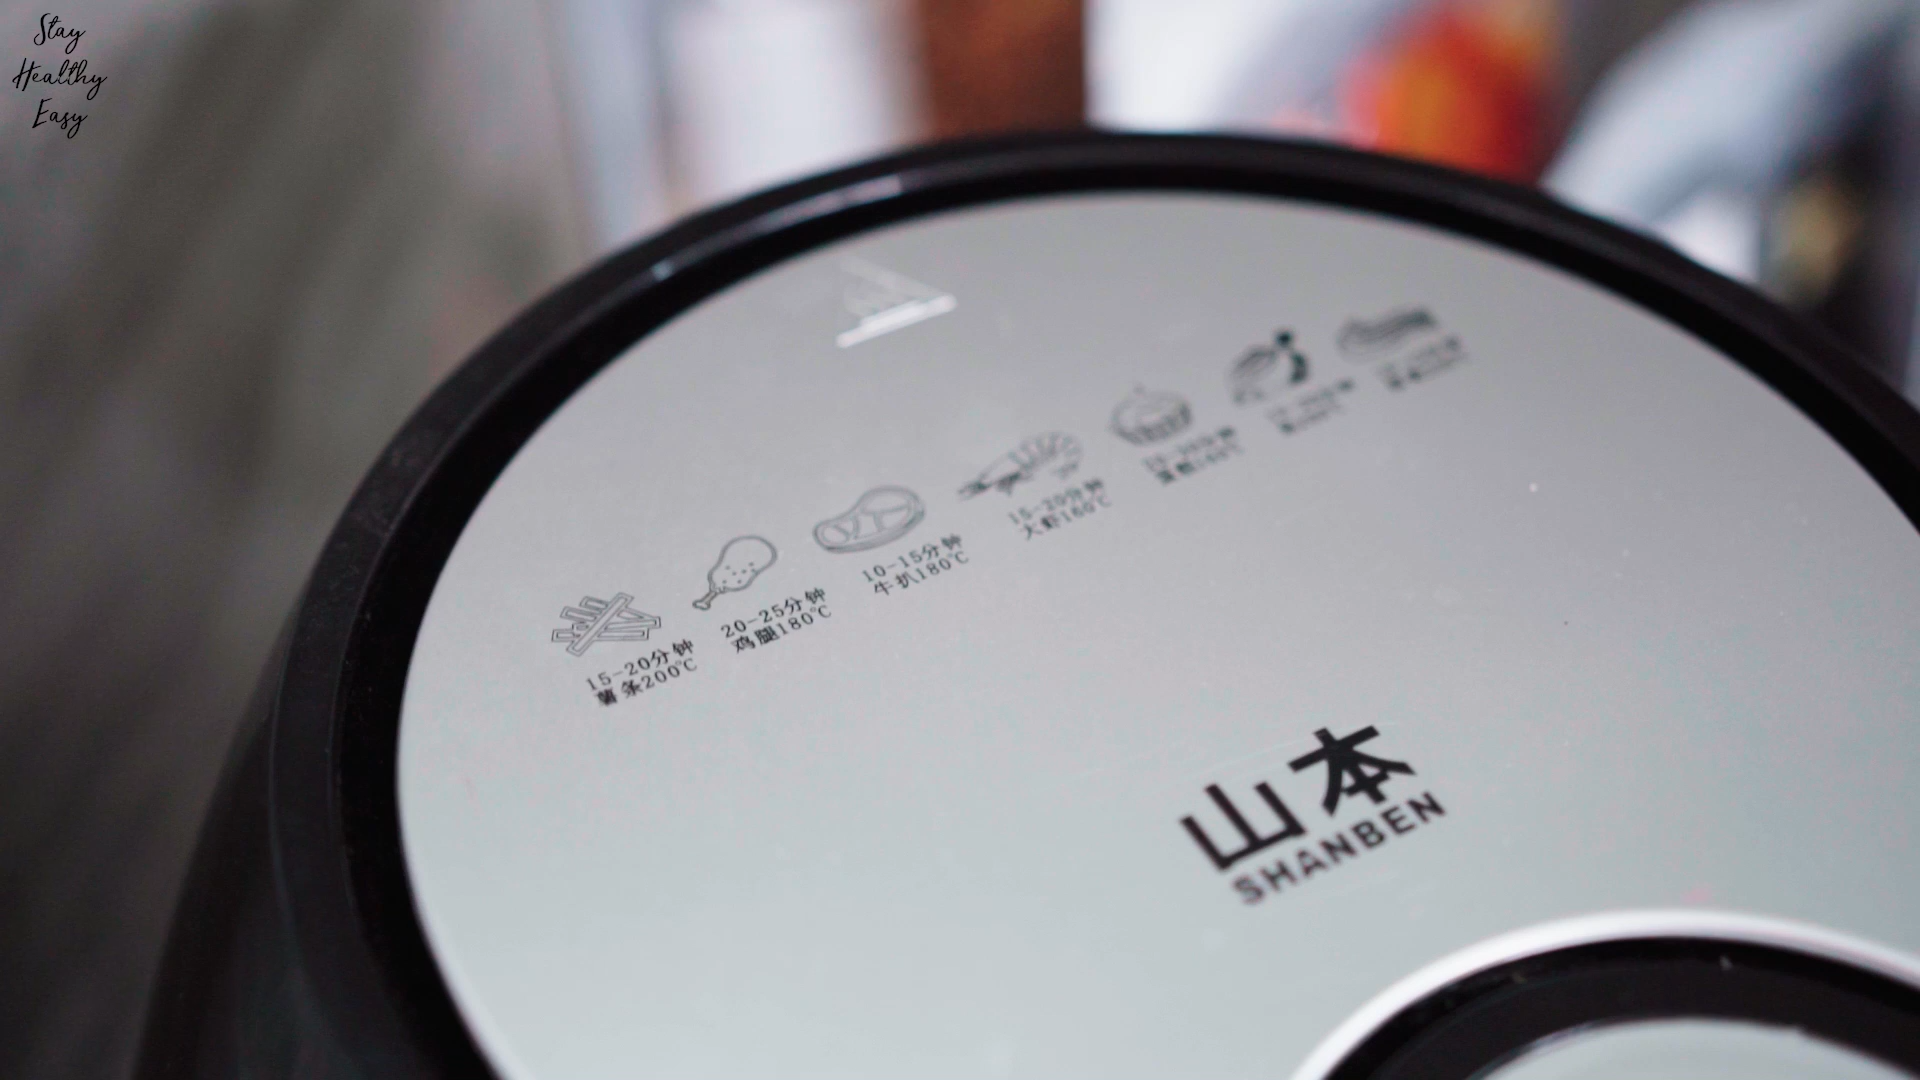 Stay
Healthy
Easy
15-20分钟
薯条200℃
20-25分钟
鸡腿180℃
10-15分钟
牛扒180℃
15-20分钟
大虾160℃
山本
SHANBEN